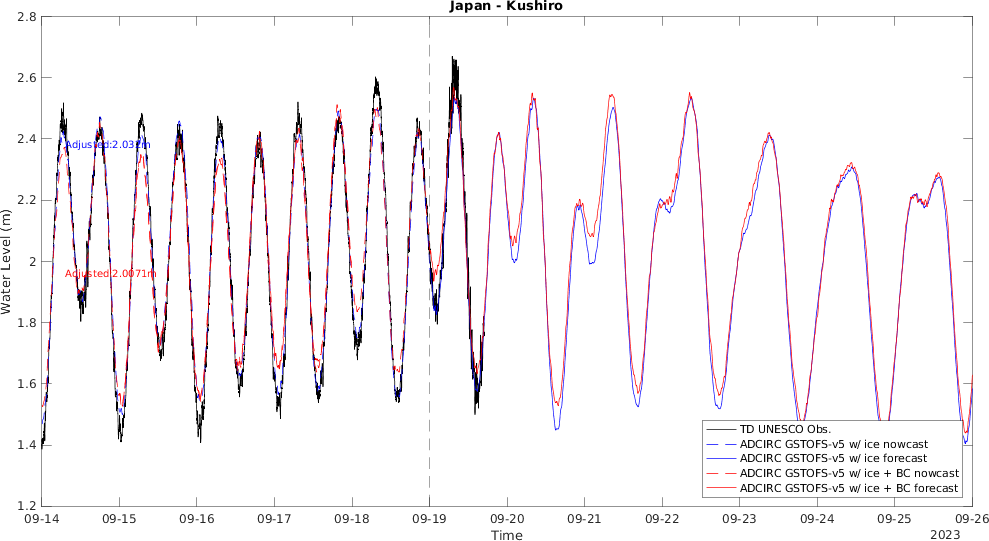 Japan - Kushiro
2.8
2.6
2.4
2.2
2
1.8
1.6
1.4
1.2
Water Level (m)
Adjusted:2.0071m
TD UNESCO Obs.
ADCIRC GSTOFS-v5 w/ ice nowcast
ADCIRC GSTOFS-v5 w/ ice forecast
ADCIRC GSTOFS-v5 w/ ice + BC nowcast
ADCIRC GSTOFS-v5 w/ ice + BC forecast
09-14 09-15 09-16 09-17 09-18 09-19 09-20 09-21 09-22 09-23 09-24 09-25 09-26
Time
2023